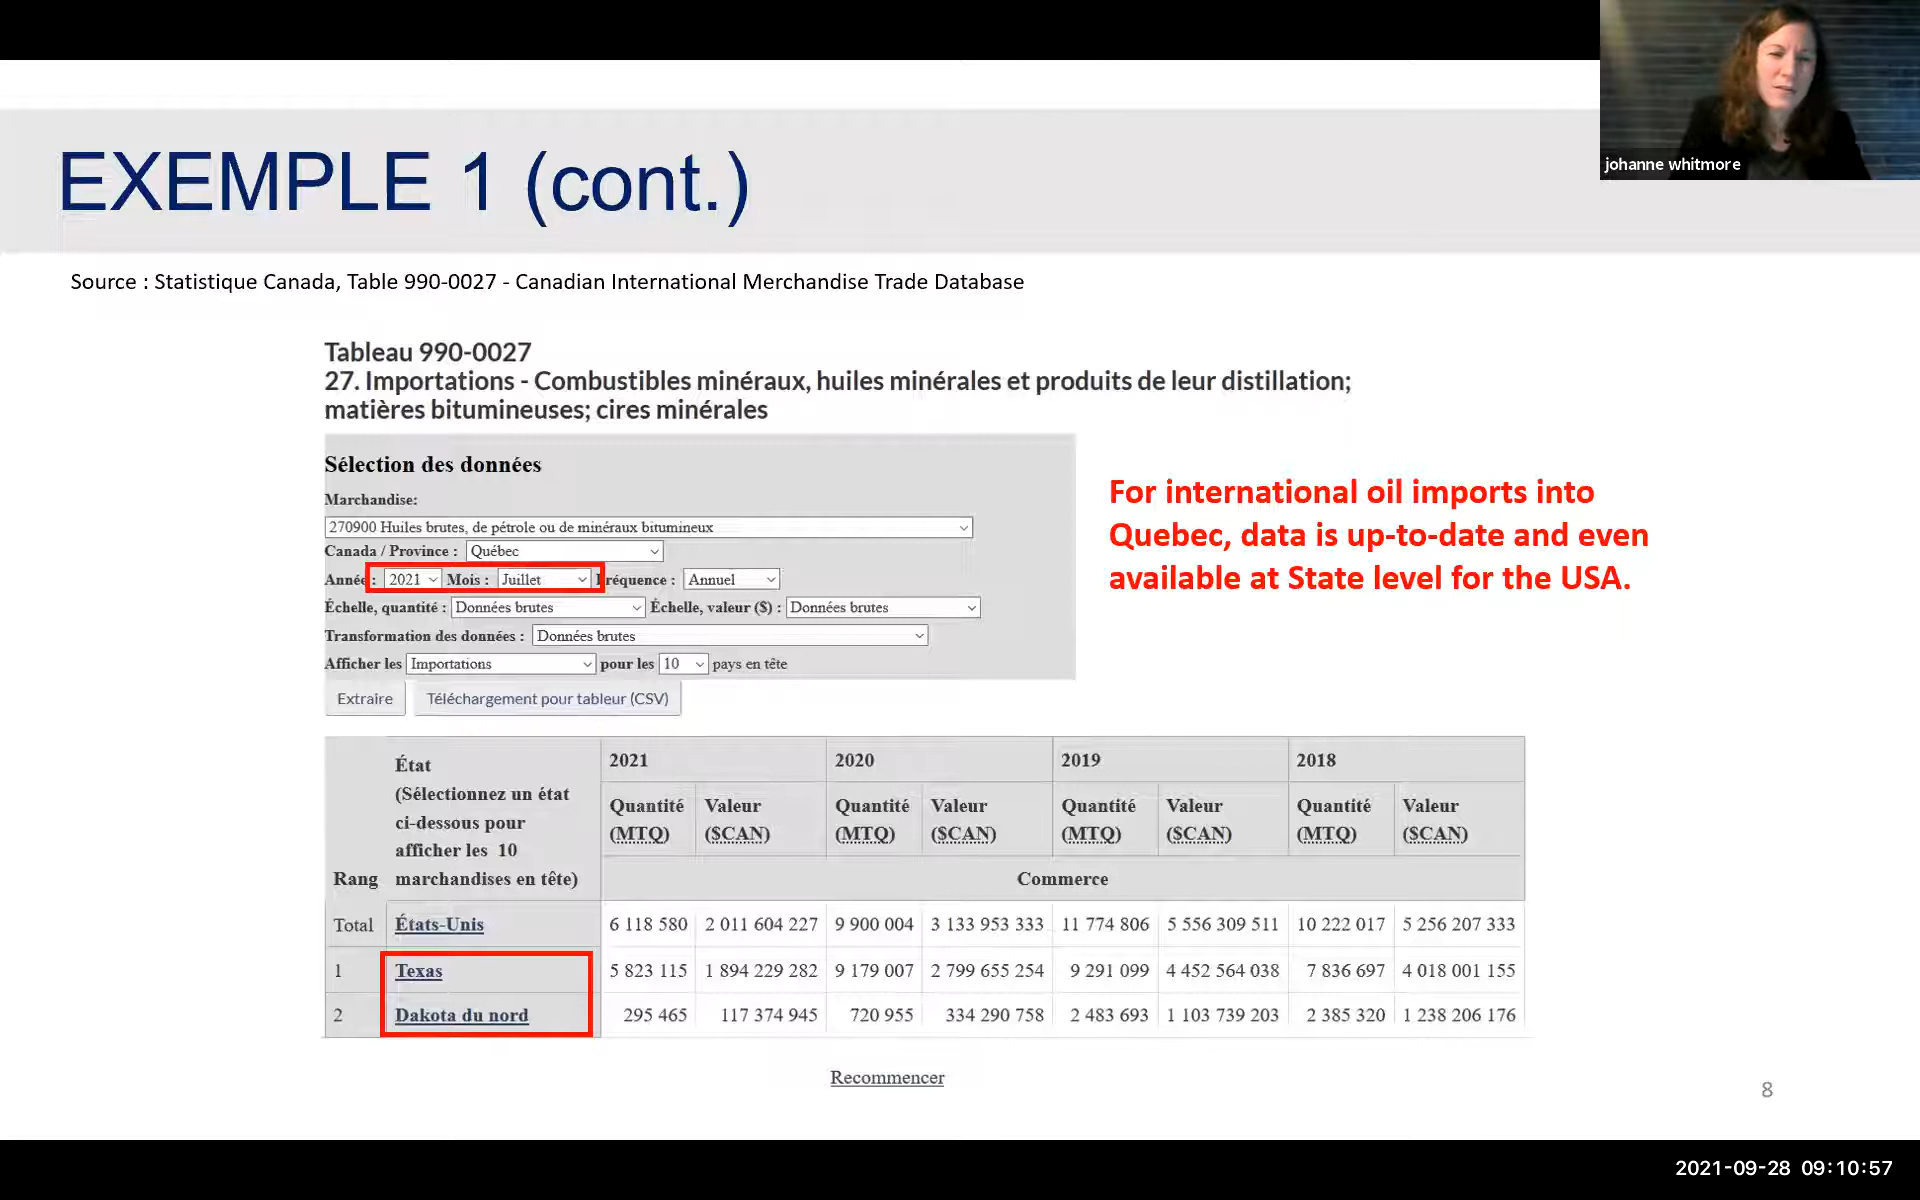 johanne whitmore
EXEMPLE 1 (cont.)
Source : Statistique Canada, Table 990-0027 - Canadian International Merchandise Trade Database
Tableau 990-0027
27. Importations - Combustibles minéraux, huiles minérales et produits de leur distillation;
matières bitumineuses; cires minérales
Sélection des données
Marchandise:
270900 Huiles brutes, de pétrole ou de minéraux bitumineux
Canada / Province : Québec
Année : 2021 Mois : Juillet Fréquence : Annuel
Échelle, quantité : Données brutes Échelle, valeur ($) : Données brutes
Transformation des données : Données brutes
Afficher les Importations pour les 10 pays en tête
Extraire Téléchargement pour tableur (CSV)
For international oil imports into
Quebec, data is up-to-date and even
available at State level for the USA.
Rang
État
(Sélectionnez un état
ci-dessous pour
afficher les 10
marchandises en tête)
2021 2020 2019 2018
Quantité Valeur Quantité Valeur Quantité Valeur Quantité Valeur
(MTQ) ($CAN) (MTQ) ($CAN) (MTQ) ($CAN) (MTQ) ($CAN)
Commerce
Total États-Unis 6 118 580 2 011 604 227 9 900 004 3 133 953 333 11 774 806 5 556 309 511 10 222 017 5 256 207 333
1 Texas 5 823 115 1 894 229 282 9 179 007 2 799 655 254 9 291 099 4 452 564 038 7 836 697 4 018 001 155
2 Dakota du nord 295 465 117 374 945 720 955 334 290 758 2 483 693 1 103 739 203 2 385 320 1 238 206 176
Recommencer
8
2021-09-28 09:10:57